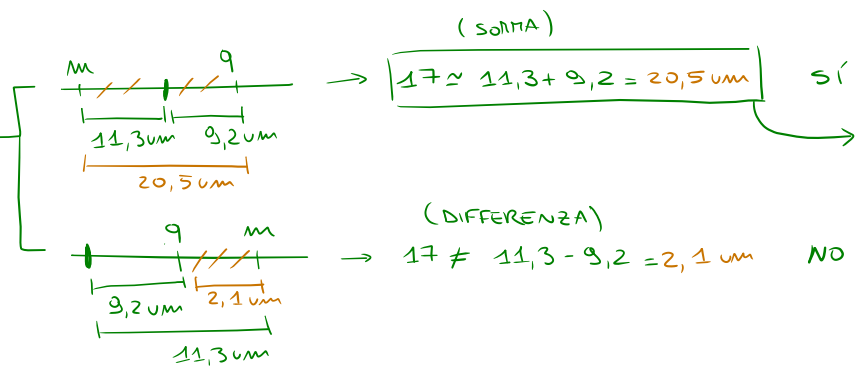 (SOMMA)
m q
17 ≃ 11,3 + 9,2 = 20,5 um SÍ
11,3 um 9,2 um
20,5 um
(DIFFERENZA)
q m
17 ≠ 11,3 - 9,2 = 2,1 um NO
9,2 um 2,1 um
11,3 um